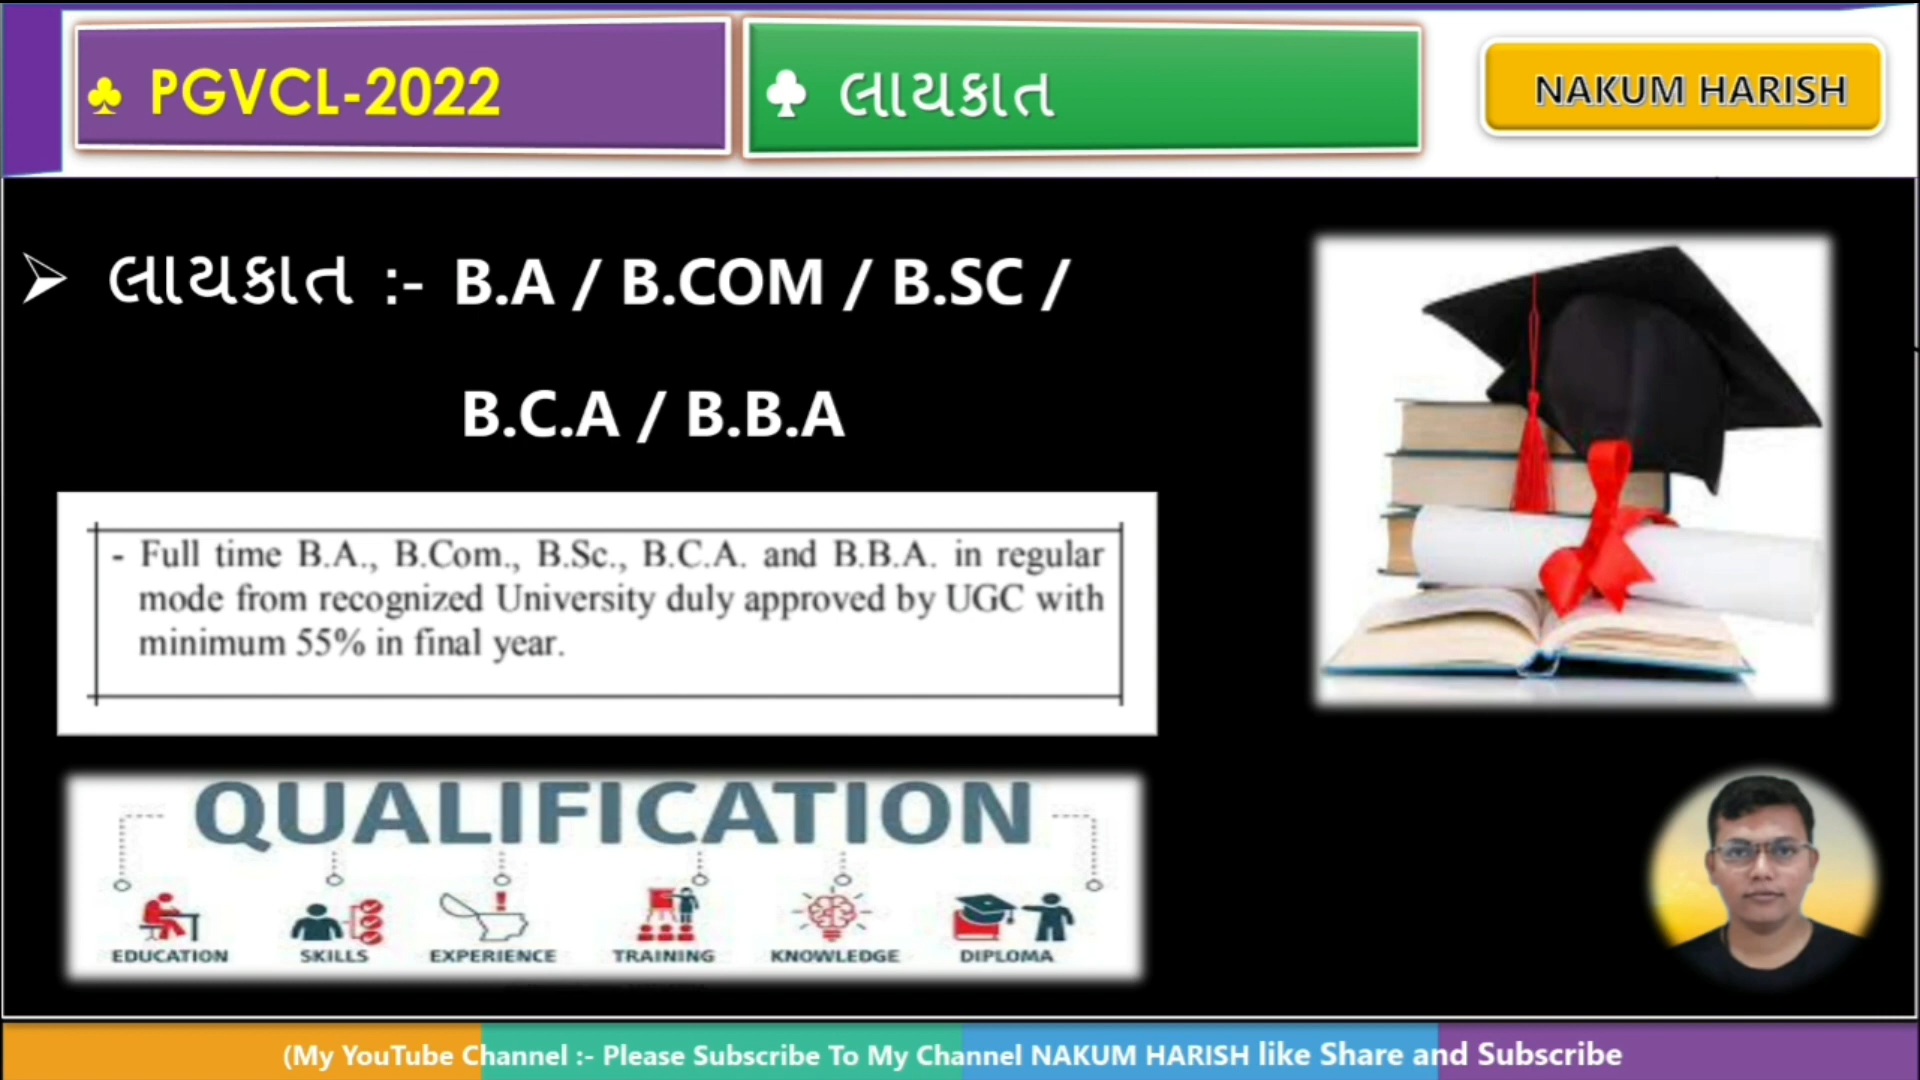 ♣ PGVCL-2022
♣ લાયકાત
NAKUM HARISH
➢ લાયકાત :- B.A / B.COM / B.SC /
B.C.A / B.B.A
- Full time B.A., B.Com., B.Sc., B.C.A. and B.B.A. in regular
mode from recognized University duly approved by UGC with
minimum 55% in final year.
QUALIFICATION
EDUCATION SKILLS EXPERIENCE TRAINING KNOWLEDGE DIPLOMA
(My YouTube Channel :- Please Subscribe To My Channel NAKUM HARISH like Share and Subscribe